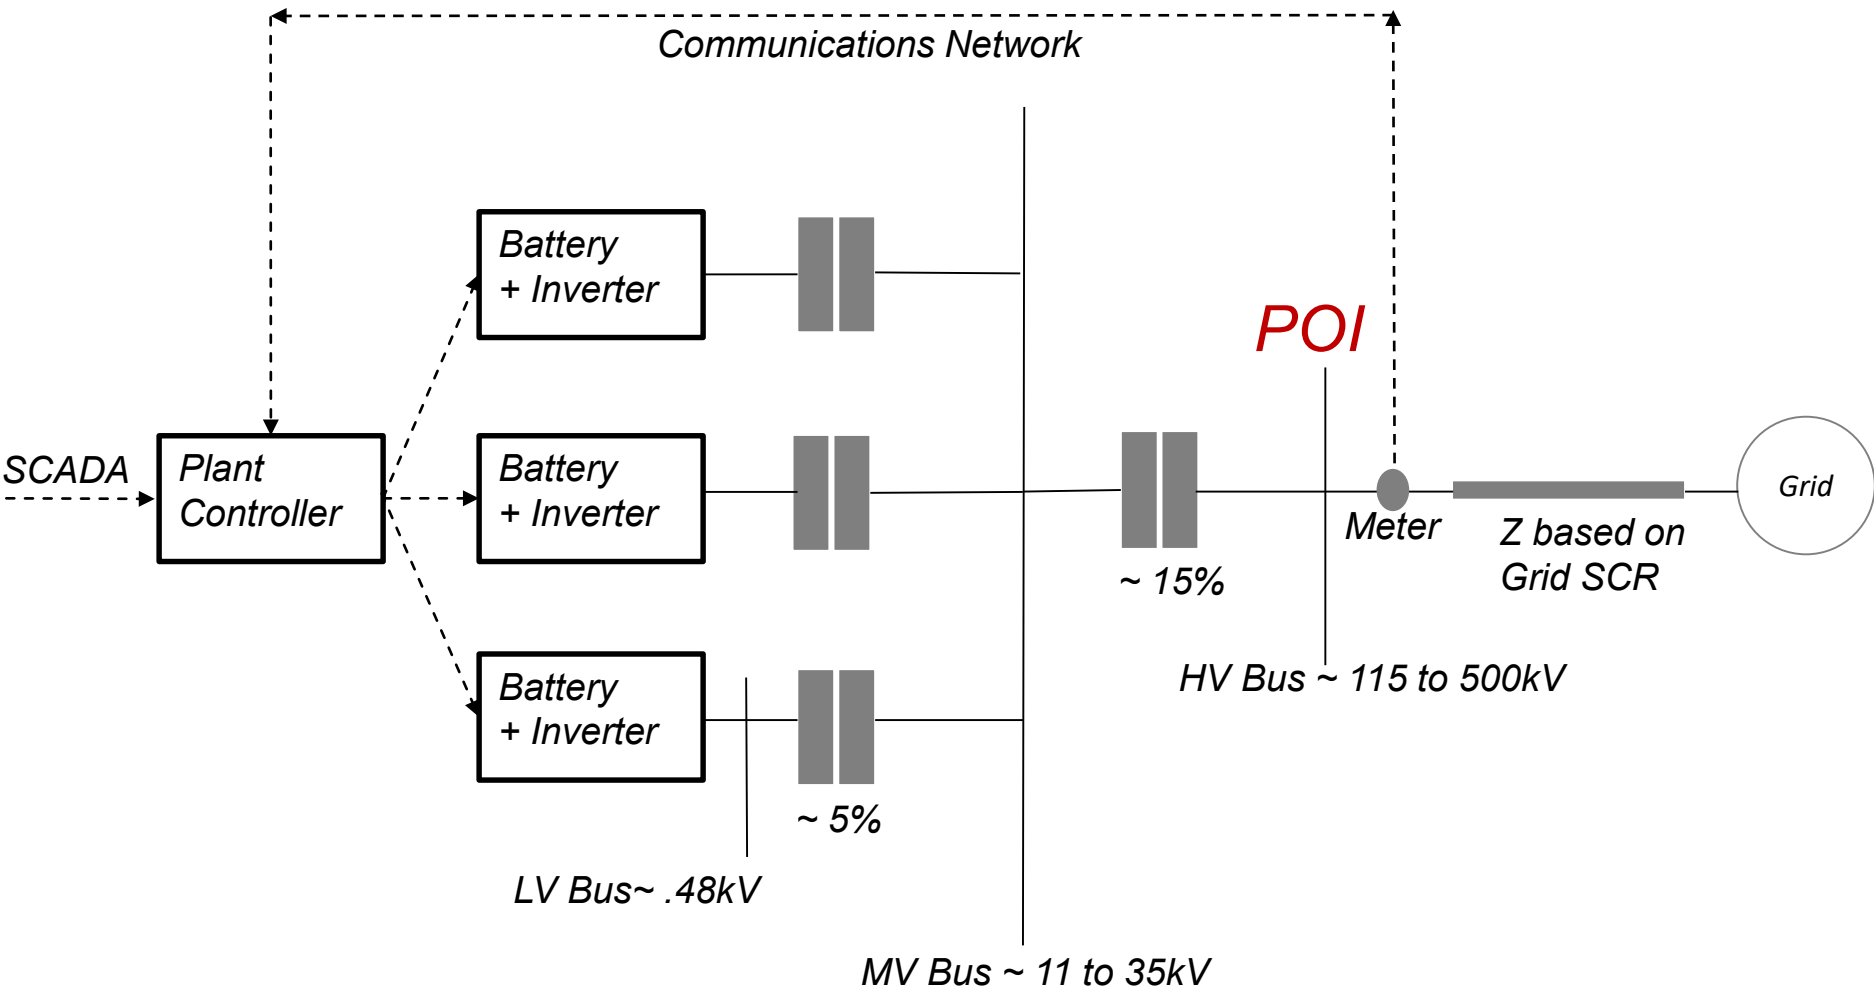 Communications Network
Battery
+ Inverter
POI
SCADA
Plant
Controller
Battery
+ Inverter
Grid
Meter
Z based on
Grid SCR
~ 15%
Battery
+ Inverter
HV Bus ~ 115 to 500kV
~ 5%
LV Bus~ .48kV
MV Bus ~ 11 to 35kV